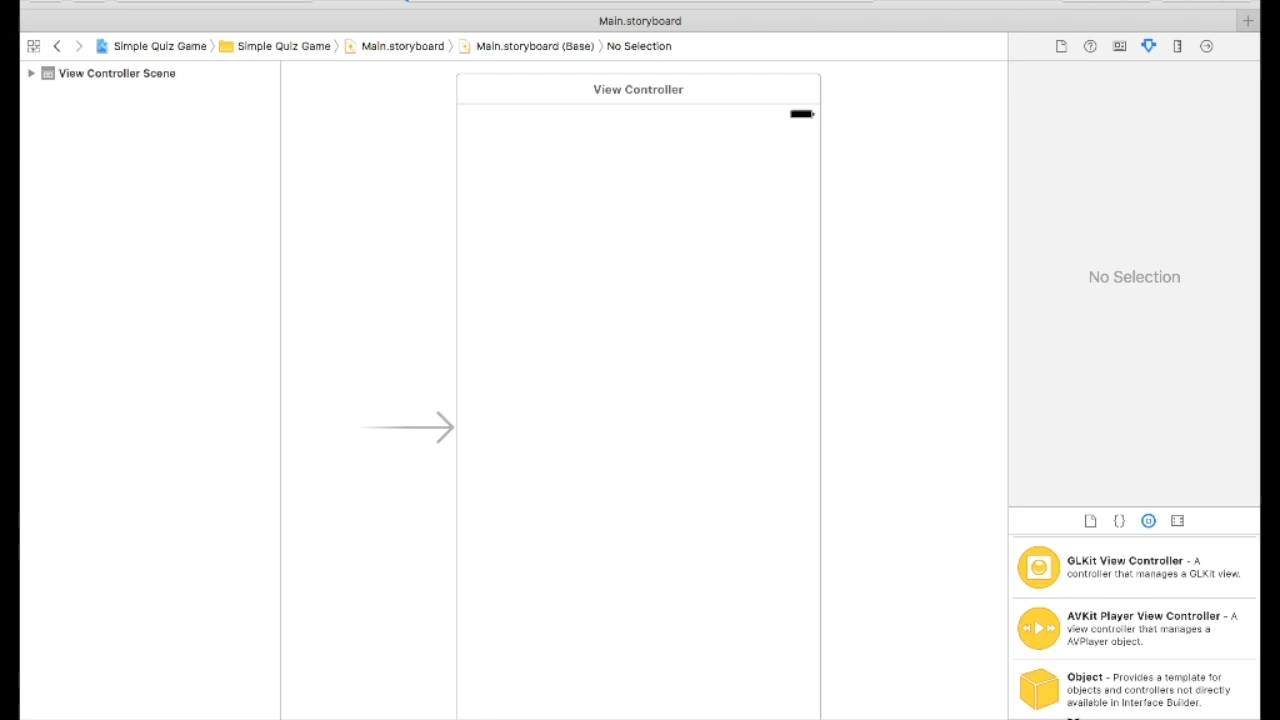 Main.storyboard
Simple Quiz Game
Simple Quiz Game
Main.storyboard
Main.storyboard (Base)
No Selection
View Controller Scene
View Controller
No Selection
GLKit View Controller - A
controller that manages a GLKit view.
AVKit Player View Controller - A
view controller that manages a
AVPlayer object.
Object - Provides a template for
objects and controllers not directly
available in Interface Builder.